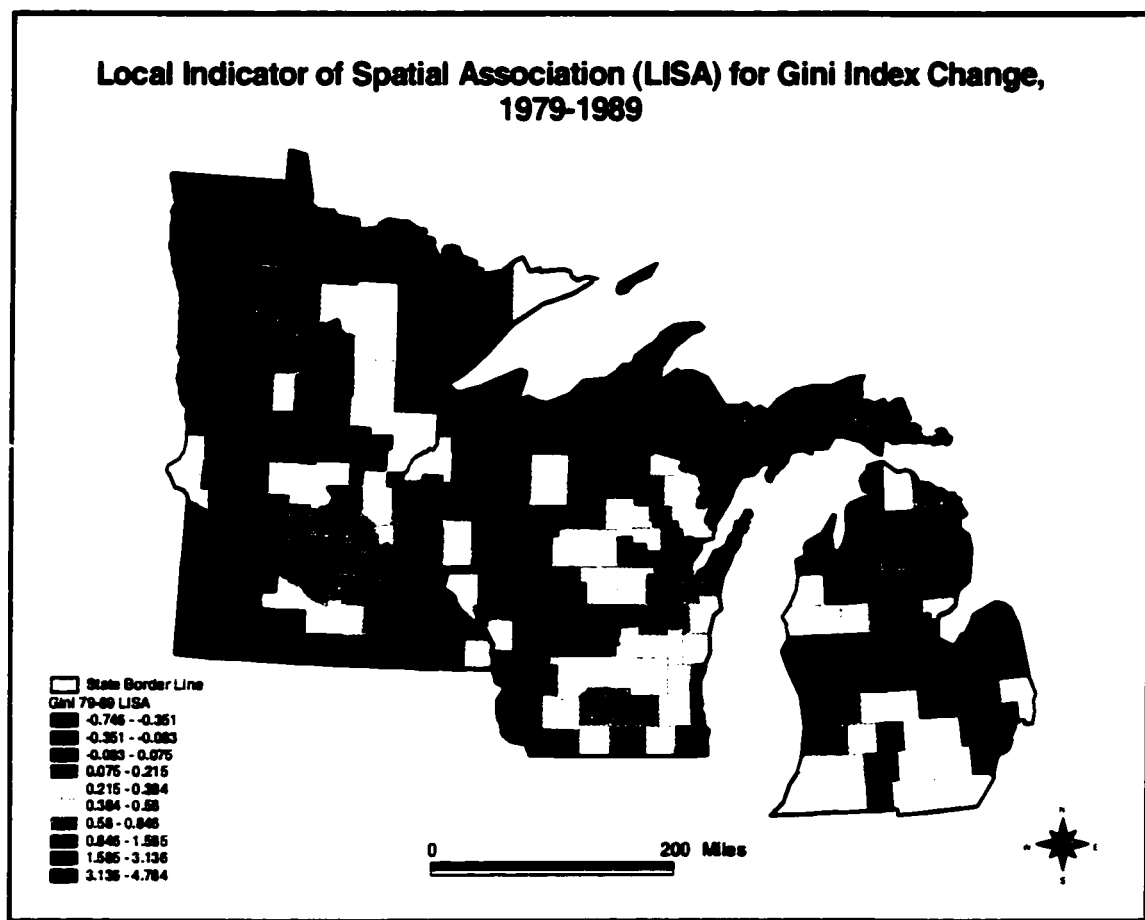 Local Indicator of Spatial Association (LISA) for Gini Index Change,
1979-1989
State Border Line
Gini 79-89 LISA
-0.746 - -0.351
-0.351 - -0.083
-0.083 - 0.075
0.075 - 0.215
0.215 - 0.384
0.384 - 0.58
0.58 - 0.846
0.846 - 1.585
1.585 - 3.136
3.136 - 4.784
0 200 Miles
N
W E
S